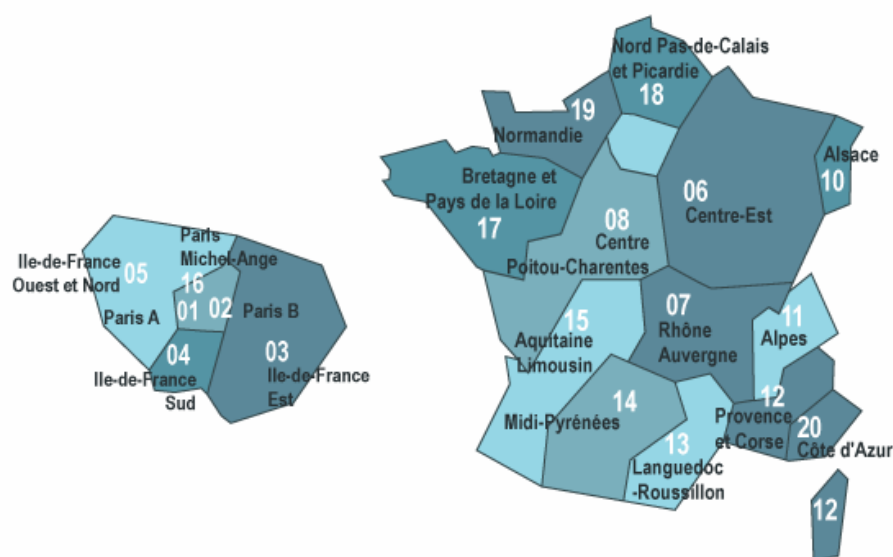 Nord Pas-de-Calais
et Picardie
18
19
Normandie
Alsace
10
Bretagne et
Pays de la Loire
17
06
Centre-Est
08
Centre
Poitou-Charentes
Paris
Michel-Ange
16
Ile-de-France
Ouest et Nord
05
01
02
Paris A
Paris B
04
Ile-de-France
Sud
03
Ile-de-France
Est
07
Rhône
Auvergne
11
Alpes
15
Aquitaine
Limousin
12
Provence
et Corse
20
Côte d'Azur
14
Midi-Pyrénées
13
Languedoc
-Roussillon
12